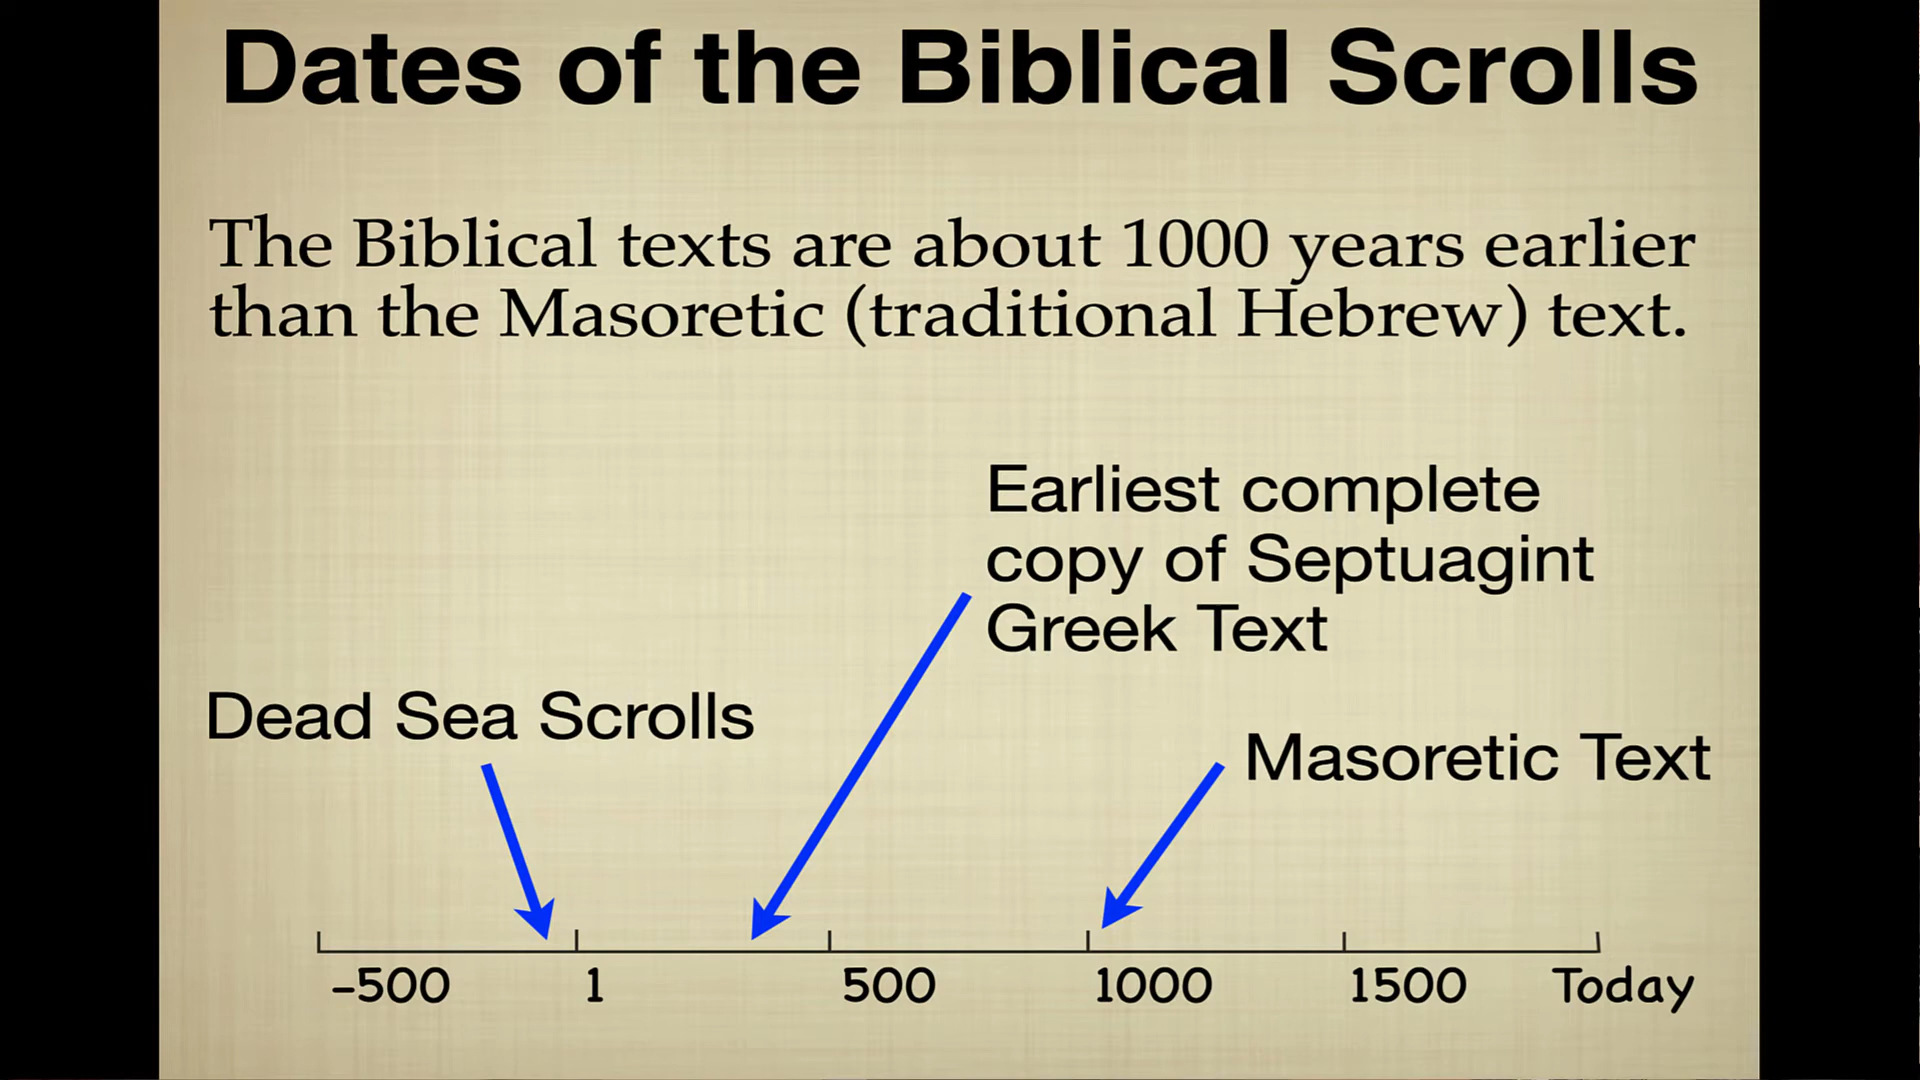 Dates of the Biblical Scrolls
The Biblical texts are about 1000 years earlier
than the Masoretic (traditional Hebrew) text.
Earliest complete
copy of Septuagint
Greek Text
Dead Sea Scrolls
Masoretic Text
-500 1 500 1000 1500 Today